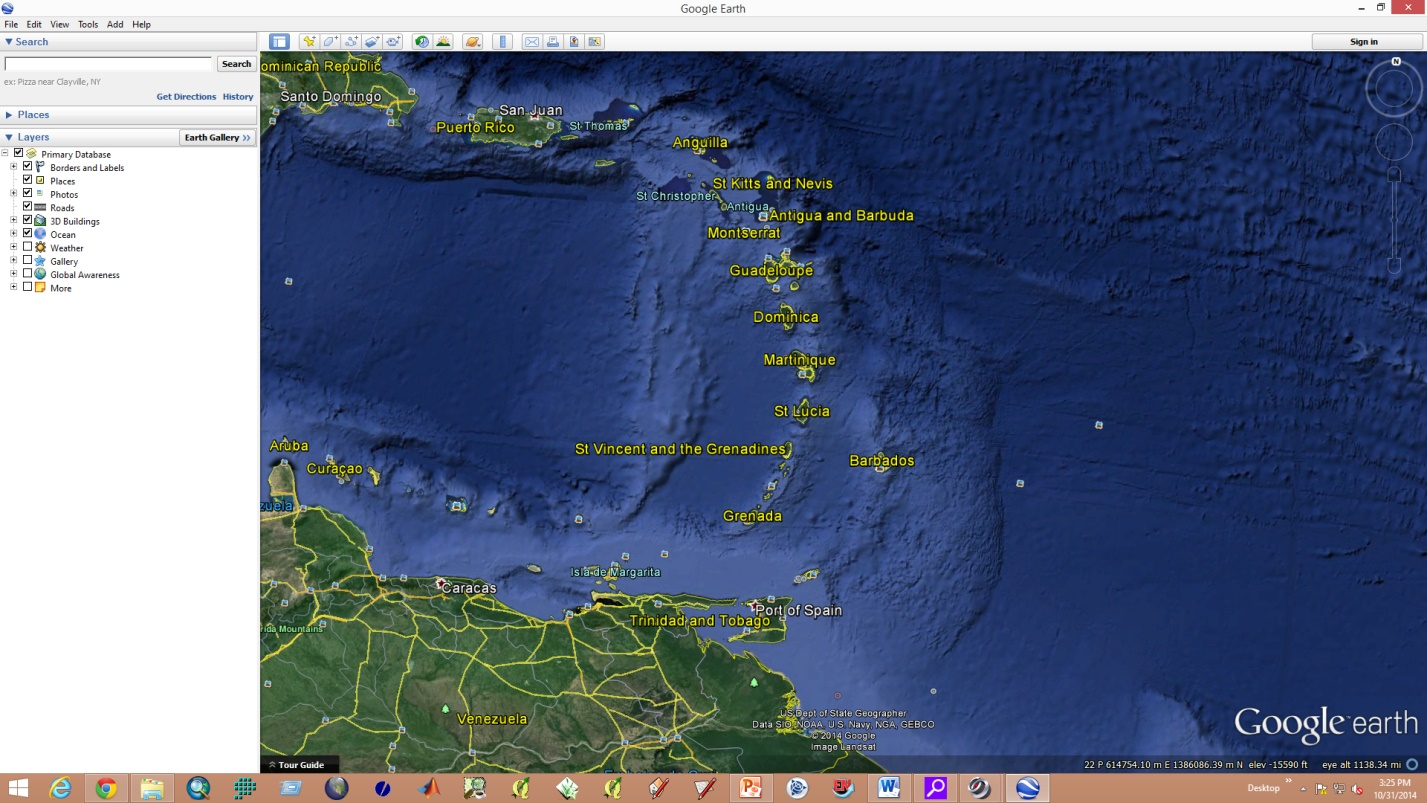 Google Earth
File Edit View Tools Add Help
Search
Search
ex: Pizza near Clayville, NY
Get Directions History
Places
Layers
Earth Gallery >>
Primary Database
Borders and Labels
Places
Photos
Roads
3D Buildings
Ocean
Weather
Gallery
Global Awareness
More
Sign in
N
ominican Republic
Santo Domingo
San Juan
Puerto Rico
St Thomas
Anguilla
St Kitts and Nevis
St Christopher
Antigua
Antigua and Barbuda
Montserrat
Guadeloupe
Dominica
Martinique
St Lucia
Aruba
St Vincent and the Grenadines
Barbados
Curaçao
zuela
Grenada
Isla de Margarita
Caracas
Port of Spain
Trinidad and Tobago
rida Mountains
Venezuela
US Dept of State Geographer
Data SIO, NOAA, U.S. Navy, NGA, GEBCO
© 2014 Google
Image Landsat
Google earth
Tour Guide
22 P 614754.10 m E 1386086.39 m N elev -15590 ft eye alt 1138.34 mi
Desktop
3:25 PM
10/31/2014